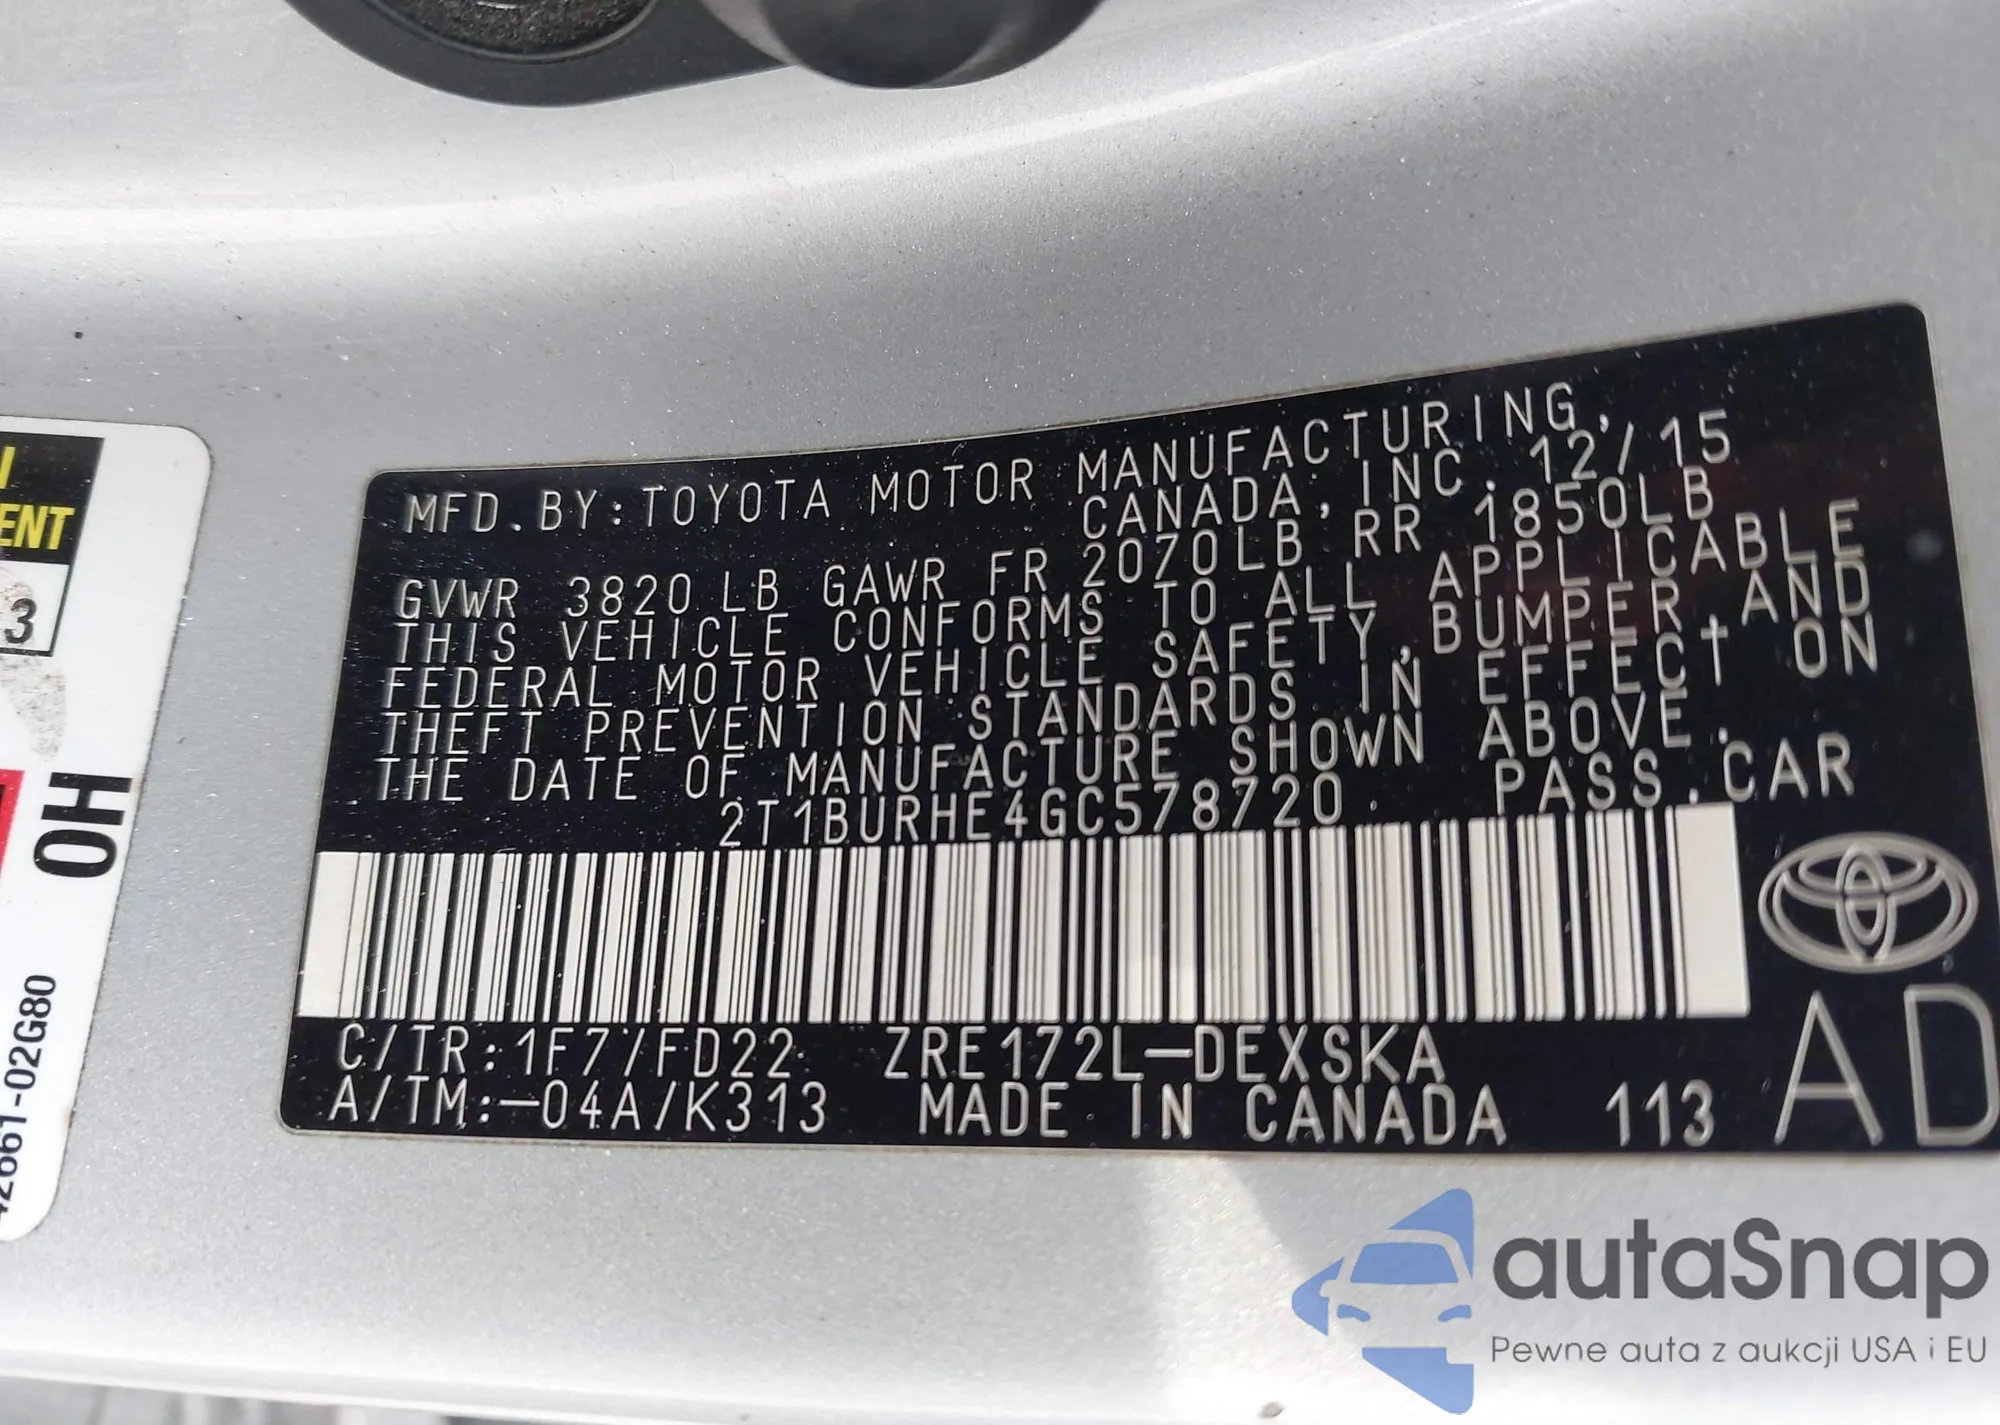 MFD.BY:TOYOTA MOTOR MANUFACTURING,
CANADA, INC. 12/15
GVWR 3820 LB GAWR FR 2070LB RR 1850LB
THIS VEHICLE CONFORMS TO ALL APPLICABLE
FEDERAL MOTOR VEHICLE SAFETY,BUMPER,AND
THEFT PREVENTION STANDARDS IN EFFECT ON
THE DATE OF MANUFACTURE SHOWN ABOVE.
2T1BURHE4GC578720 PASS.CAR
C/TR:1F7/FD22 ZRE172L-DEXSKA
A/TM:-04A/K313 MADE IN CANADA 113
AD
ENT
3
OH
42661-02G80
autaSnap
Pewne auta z aukcji USA i EU